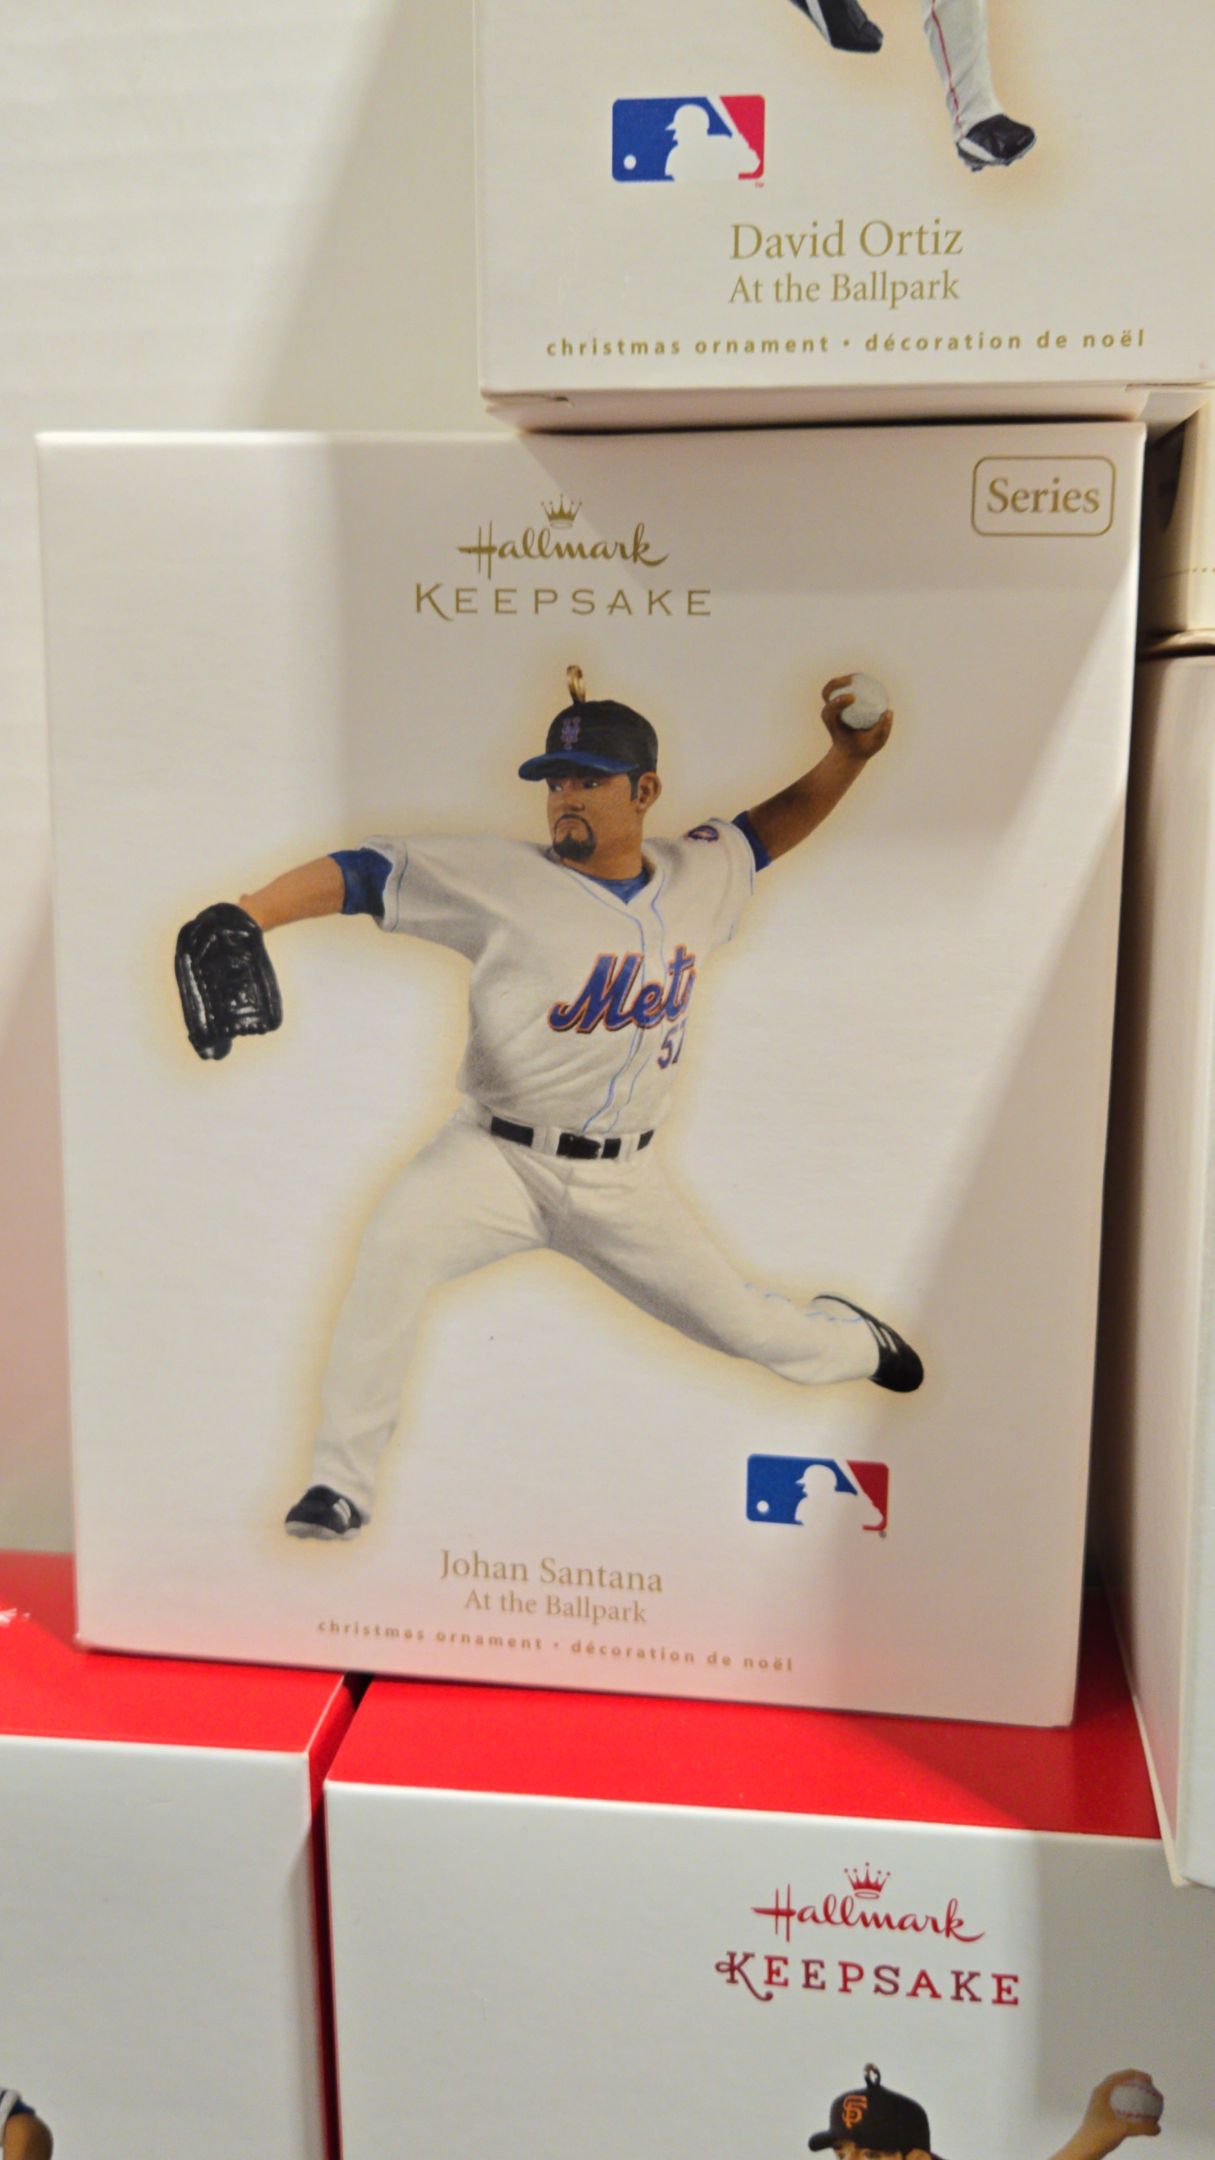 David Ortiz
At the Ballpark
christmas ornament • décoration de noël
Series
Hallmark
KEEPSAKE
NY
Mets
57
Johan Santana
At the Ballpark
christmas ornament • décoration de noël
Hallmark
KEEPSAKE
SF